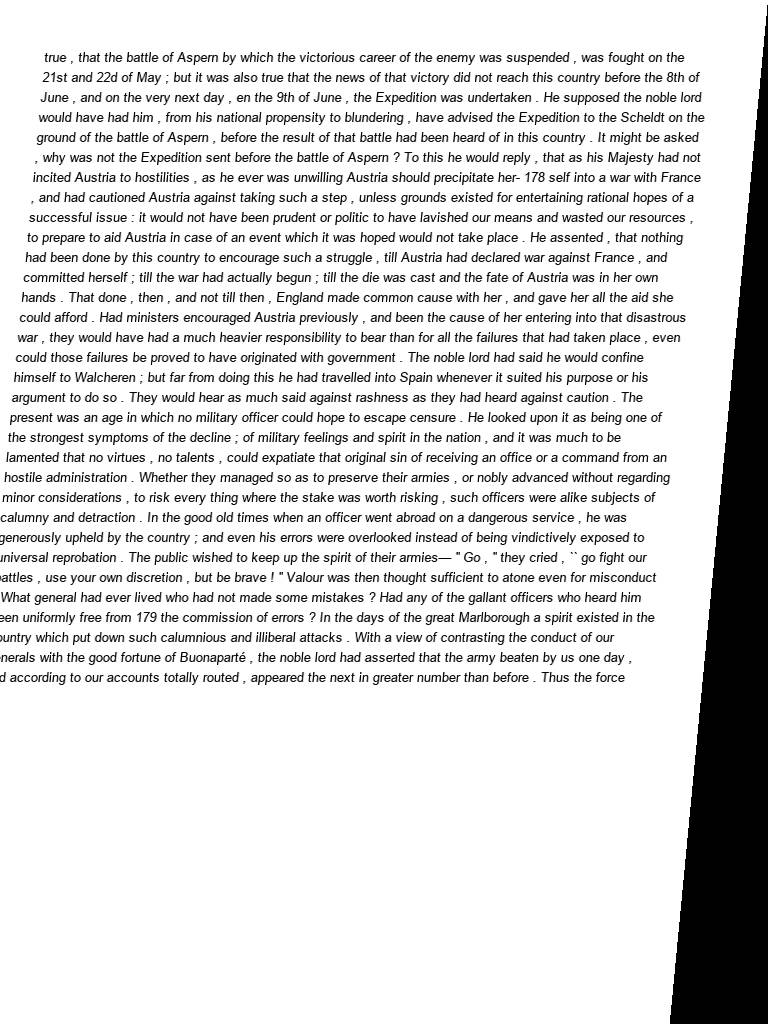 true , that the battle of Aspern by which the victorious career of the enemy was suspended , was fought on the
21st and 22d of May ; but it was also true that the news of that victory did not reach this country before the 8th of
June , and on the very next day , en the 9th of June , the Expedition was undertaken . He supposed the noble lord
would have had him , from his national propensity to blundering , have advised the Expedition to the Scheldt on the
ground of the battle of Aspern , before the result of that battle had been heard of in this country . It might be asked
, why was not the Expedition sent before the battle of Aspern ? To this he would reply , that as his Majesty had not
incited Austria to hostilities , as he ever was unwilling Austria should precipitate her- 178 self into a war with France
, and had cautioned Austria against taking such a step , unless grounds existed for entertaining rational hopes of a
successful issue : it would not have been prudent or politic to have lavished our means and wasted our resources ,
to prepare to aid Austria in case of an event which it was hoped would not take place . He assented , that nothing
had been done by this country to encourage such a struggle , till Austria had declared war against France , and
committed herself ; till the war had actually begun ; till the die was cast and the fate of Austria was in her own
hands . That done , then , and not till then , England made common cause with her , and gave her all the aid she
could afford . Had ministers encouraged Austria previously , and been the cause of her entering into that disastrous
war , they would have had a much heavier responsibility to bear than for all the failures that had taken place , even
could those failures be proved to have originated with government . The noble lord had said he would confine
himself to Walcheren ; but far from doing this he had travelled into Spain whenever it suited his purpose or his
argument to do so . They would hear as much said against rashness as they had heard against caution . The
present was an age in which no military officer could hope to escape censure . He looked upon it as being one of
the strongest symptoms of the decline ; of military feelings and spirit in the nation , and it was much to be
lamented that no virtues , no talents , could expatiate that original sin of receiving an office or a command from an
hostile administration . Whether they managed so as to preserve their armies , or nobly advanced without regarding
minor considerations , to risk every thing where the stake was worth risking , such officers were alike subjects of
calumny and detraction . In the good old times when an officer went abroad on a dangerous service , he was
generously upheld by the country ; and even his errors were overlooked instead of being vindictively exposed to
universal reprobation . The public wished to keep up the spirit of their armies— " Go , " they cried , `` go fight our
attles , use your own discretion , but be brave ! " Valour was then thought sufficient to atone even for misconduct
What general had ever lived who had not made some mistakes ? Had any of the gallant officers who heard him
een uniformly free from 179 the commission of errors ? In the days of the great Marlborough a spirit existed in the
ountry which put down such calumnious and illiberal attacks . With a view of contrasting the conduct of our
nerals with the good fortune of Buonaparté , the noble lord had asserted that the army beaten by us one day ,
d according to our accounts totally routed , appeared the next in greater number than before . Thus the force